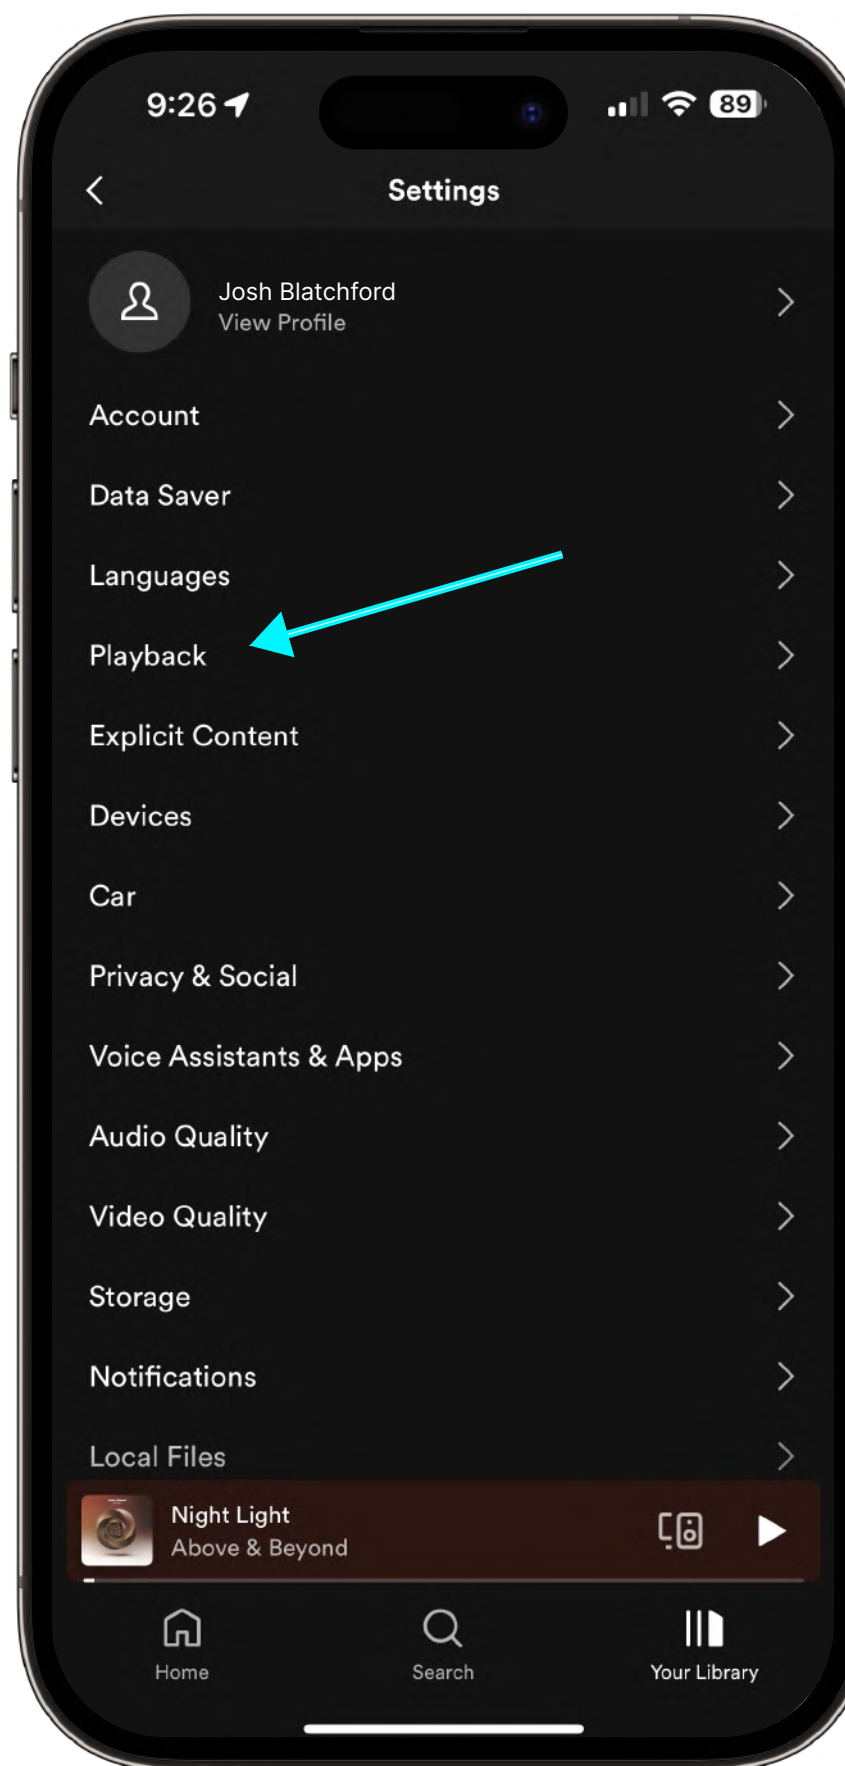 9:26
89
Settings
Josh Blatchford
View Profile
Account
Data Saver
Languages
Playback
Explicit Content
Devices
Car
Privacy & Social
Voice Assistants & Apps
Audio Quality
Video Quality
Storage
Notifications
Local Files
Night Light
Above & Beyond
Home
Search
Your Library